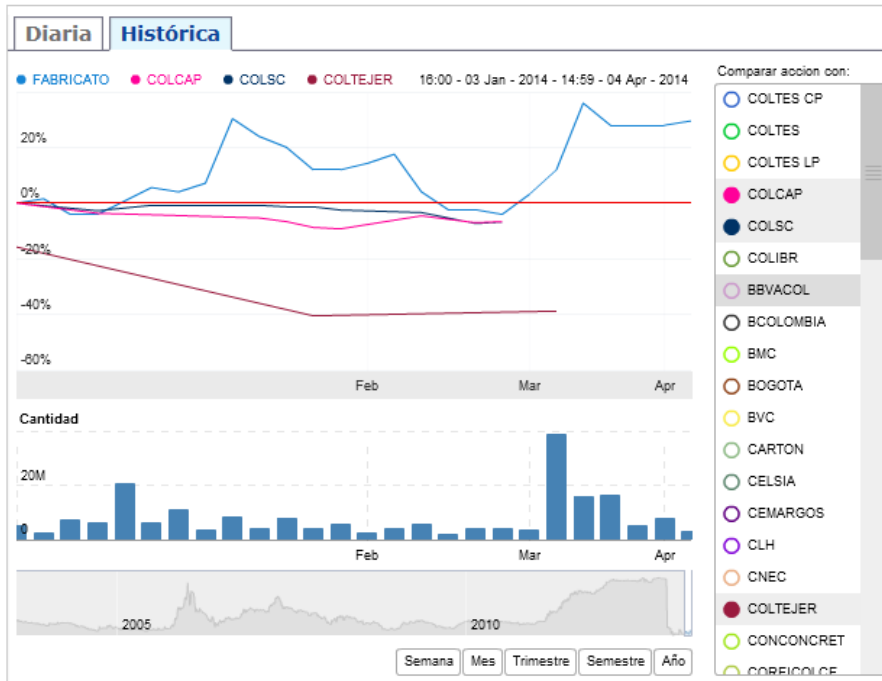 Diaria Histórica
FABRICATO COLCAP COLSC COLTEJER 16:00 - 03 Jan - 2014 - 14:59 - 04 Apr - 2014
20%
0%
-20%
-40%
-60%
Feb Mar Apr
Cantidad
20M
0
Feb Mar Apr
2005 2010
Semana Mes Trimestre Semestre Año
Comparar accion con:
COLTES CP
COLTES
COLTES LP
COLCAP
COLSC
COLIBR
BBVACOL
BCOLOMBIA
BMC
BOGOTA
BVC
CARTON
CELSIA
CEMARGOS
CLH
CNEC
COLTEJER
CONCONCRET